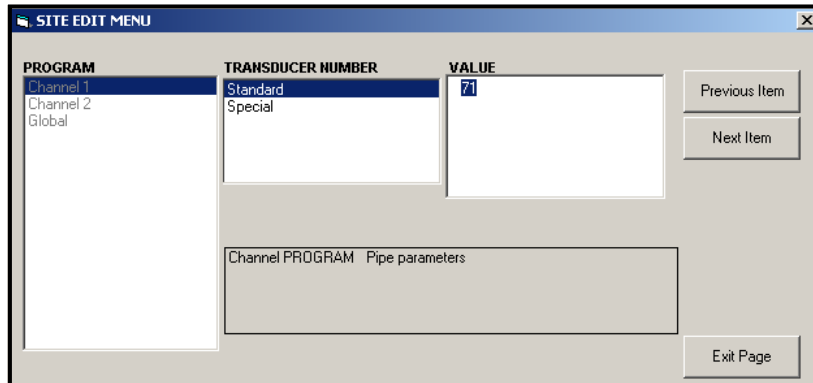 SITE EDIT MENU
PROGRAM
Channel 1
Channel 2
Global
TRANSDUCER NUMBER
Standard
Special
VALUE
71
Previous Item
Next Item
Channel PROGRAM Pipe parameters
Exit Page